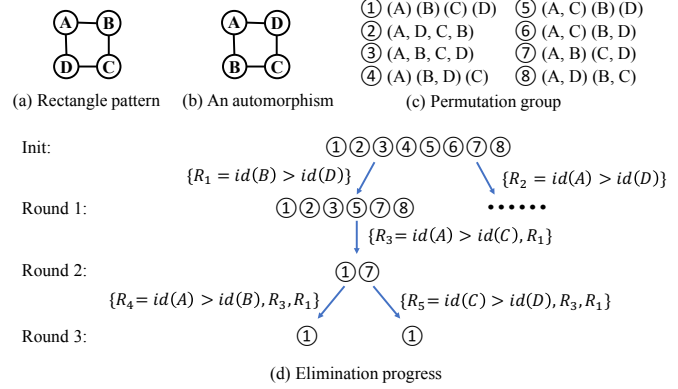 A B
D C
(a) Rectangle pattern
A D
B C
(b) An automorphism
① (A) (B) (C) (D) ⑤ (A, C) (B) (D)
② (A, D, C, B) ⑥ (A, C) (B, D)
③ (A, B, C, D) ⑦ (A, B) (C, D)
④ (A) (B, D) (C) ⑧ (A, D) (B, C)
(c) Permutation group
Init: ①②③④⑤⑥⑦⑧
{R₁ = id(B) > id(D)} {R₂ = id(A) > id(D)}
Round 1: ①②③⑤⑦⑧ ••••••
{R₃= id(A) > id(C), R₁}
Round 2: ①⑦
{R₄= id(A) > id(B), R₃, R₁} {R₅= id(C) > id(D), R₃, R₁}
Round 3: ① ①
(d) Elimination progress